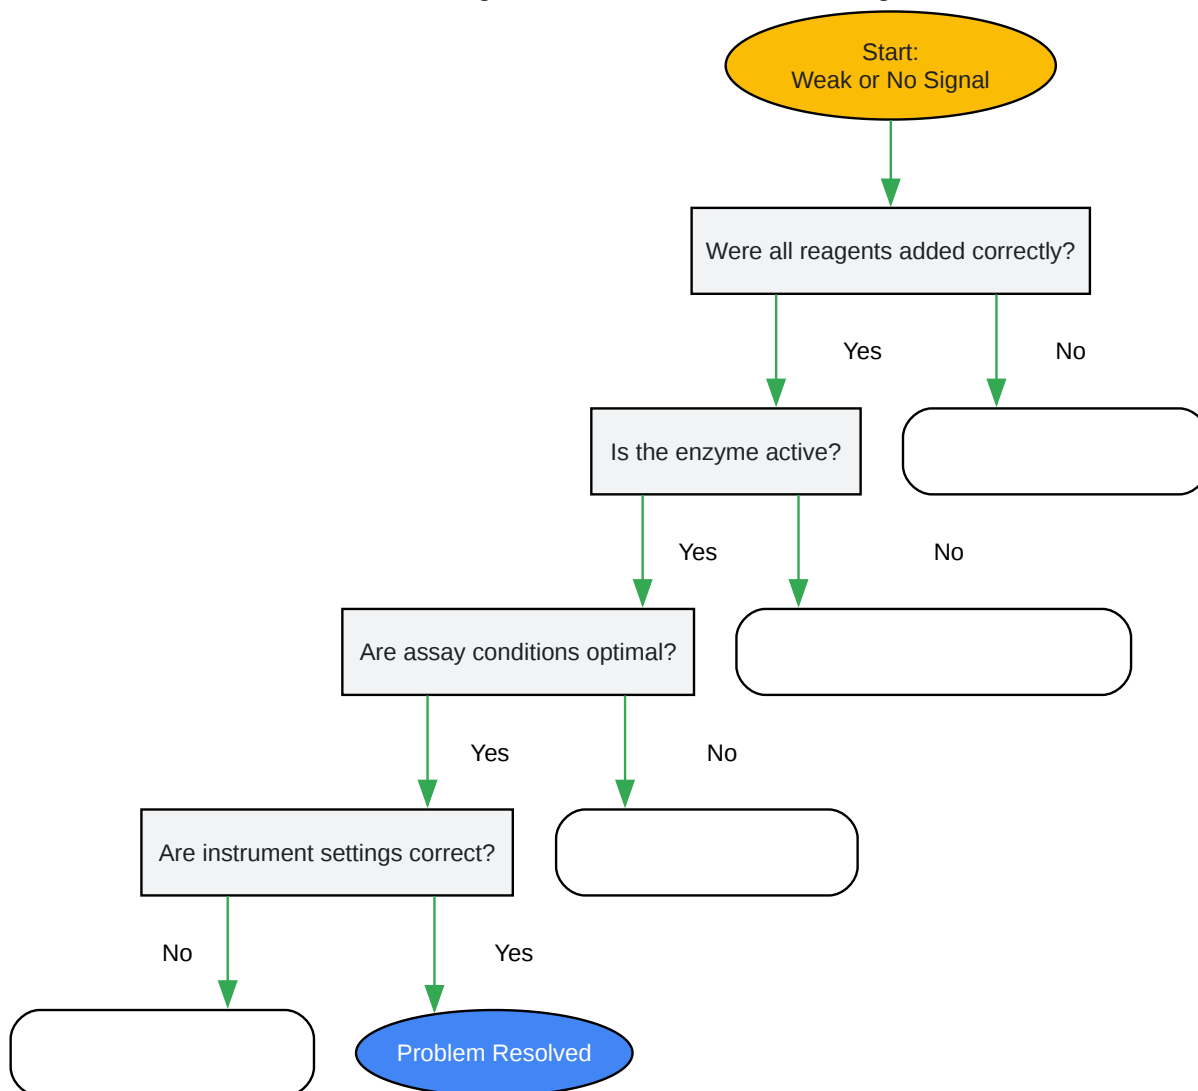 Start:
Weak or No Signal
Were all reagents added correctly?
Yes
No
Is the enzyme active?
Yes
No
Are assay conditions optimal?
Yes
No
Are instrument settings correct?
No
Yes
Problem Resolved